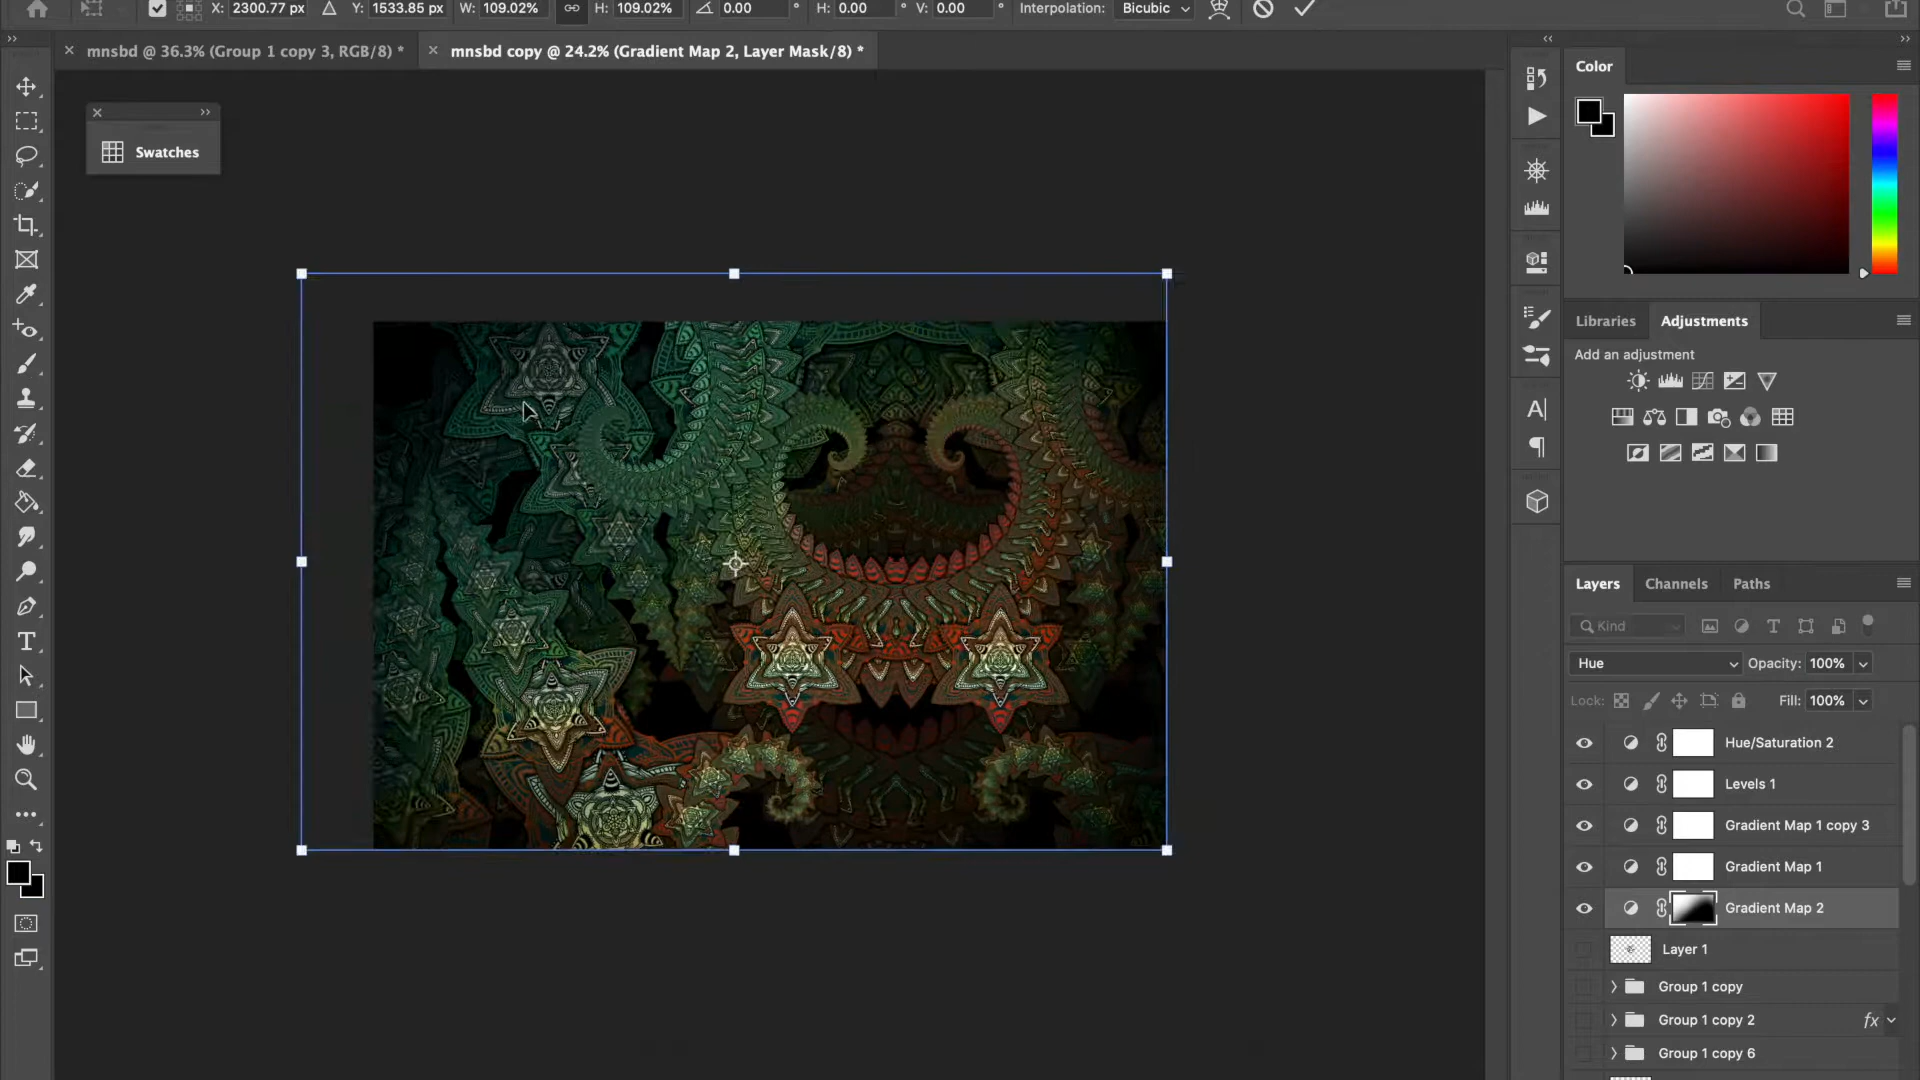 X: 2300.77 px Y: 1533.85 px W: 109.02% H: 109.02% 0.00 ° H: 0.00 ° V: 0.00 ° Interpolation: Bicubic
mnsbd @ 36.3% (Group 1 copy 3, RGB/8) *
mnsbd copy @ 24.2% (Gradient Map 2, Layer Mask/8) *
Swatches
Color
Libraries
Adjustments
Add an adjustment
Layers
Channels
Paths
Kind
Hue
Opacity: 100%
Lock:
Fill: 100%
Hue/Saturation 2
Levels 1
Gradient Map 1 copy 3
Gradient Map 1
Gradient Map 2
Layer 1
Group 1 copy
Group 1 copy 2
fx
Group 1 copy 6